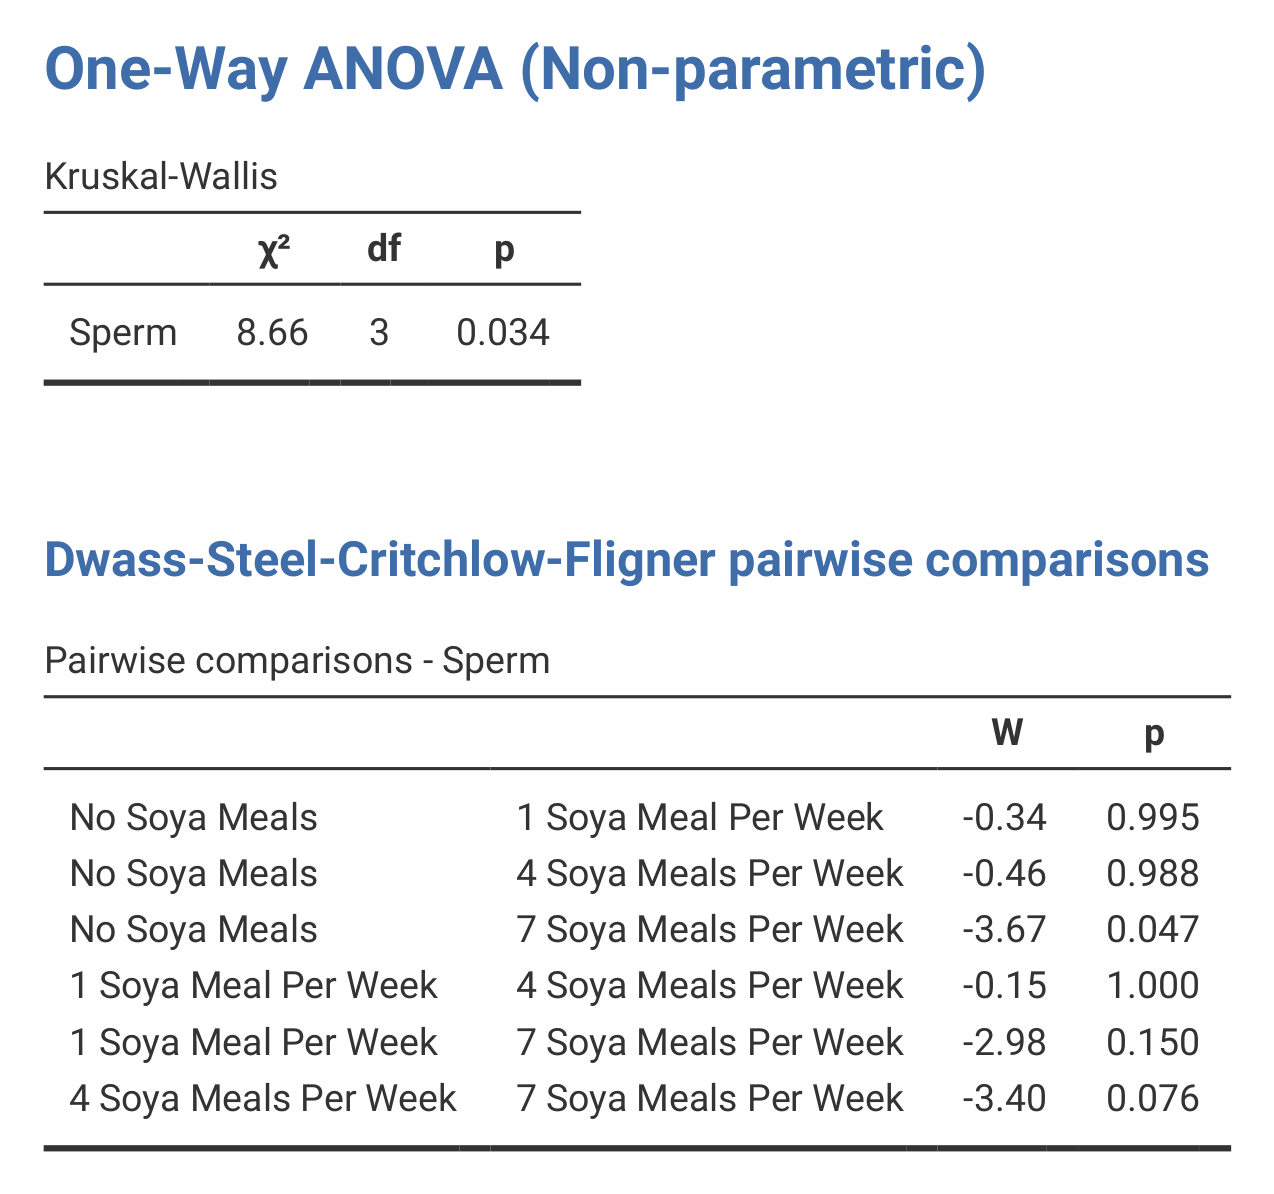 One-Way ANOVA (Non-parametric)
Kruskal-Wallis
χ² df p
Sperm 8.66 3 0.034
Dwass-Steel-Critchlow-Fligner pairwise comparisons
Pairwise comparisons - Sperm
W p
No Soya Meals 1 Soya Meal Per Week -0.34 0.995
No Soya Meals 4 Soya Meals Per Week -0.46 0.988
No Soya Meals 7 Soya Meals Per Week -3.67 0.047
1 Soya Meal Per Week 4 Soya Meals Per Week -0.15 1.000
1 Soya Meal Per Week 7 Soya Meals Per Week -2.98 0.150
4 Soya Meals Per Week 7 Soya Meals Per Week -3.40 0.076